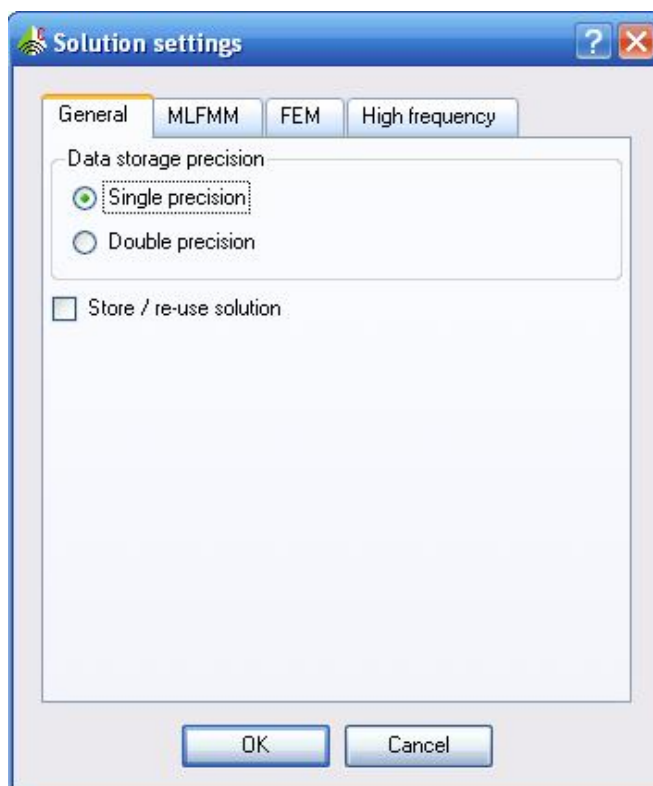 Solution settings
General MLFMM FEM High frequency
Data storage precision
Single precision
Double precision
Store / re-use solution
OK Cancel